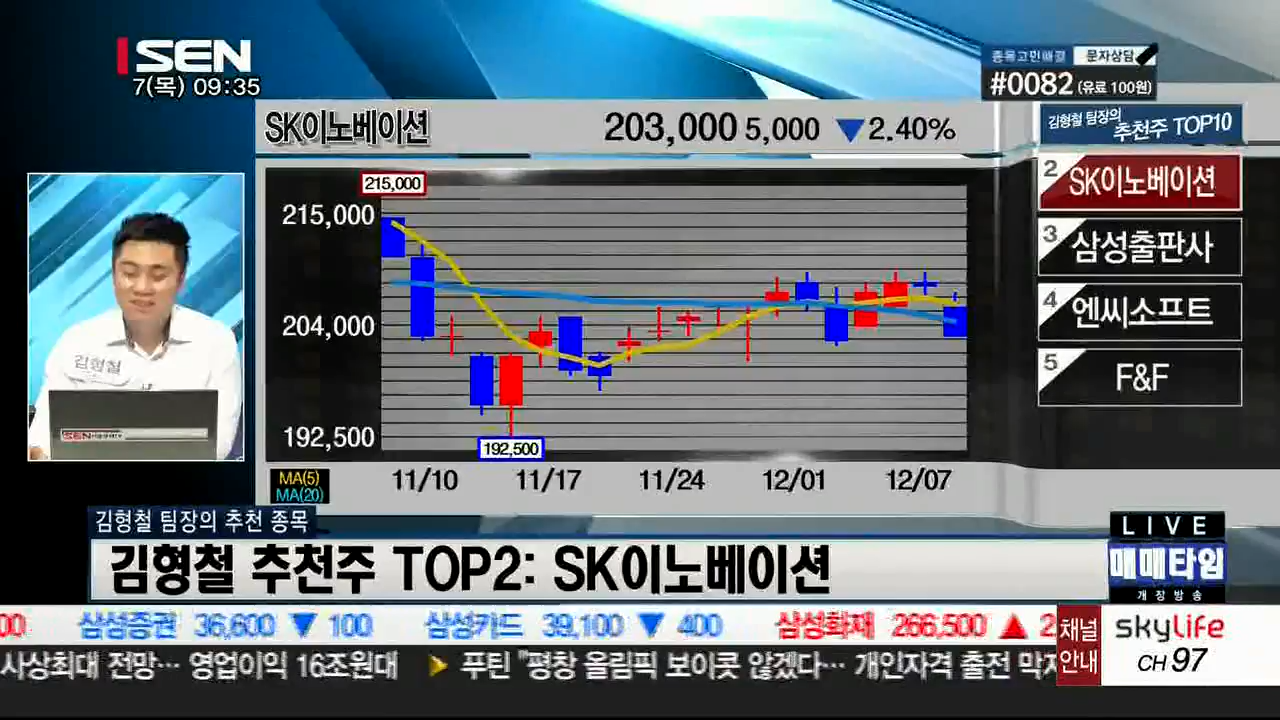 SEN
7(목) 09:35
종목고민해결 문자상담
#0082 (유료 100원)
SK이노베이션 203,000 5,000 ▼2.40%
김형철 팀장의
추천주 TOP10
2 SK이노베이션
3 삼성출판사
4 엔씨소프트
5 F&F
215,000
215,000
204,000
192,500
192,500
MA(5)
MA(20)
11/10 11/17 11/24 12/01 12/07
김형철
SEN
김형철 팀장의 추천 종목
김형철 추천주 TOP2: SK이노베이션
LIVE
매매타임
개장방송
00 삼성증권 36,600 ▼ 100 삼성카드 39,100 ▼ 400 삼성화재 266,500 ▲ 2
사상최대 전망… 영업이익 16조원대 ▶ 푸틴 "평창 올림픽 보이콧 않겠다… 개인자격 출전 막지
채널
안내
skylife
CH 97